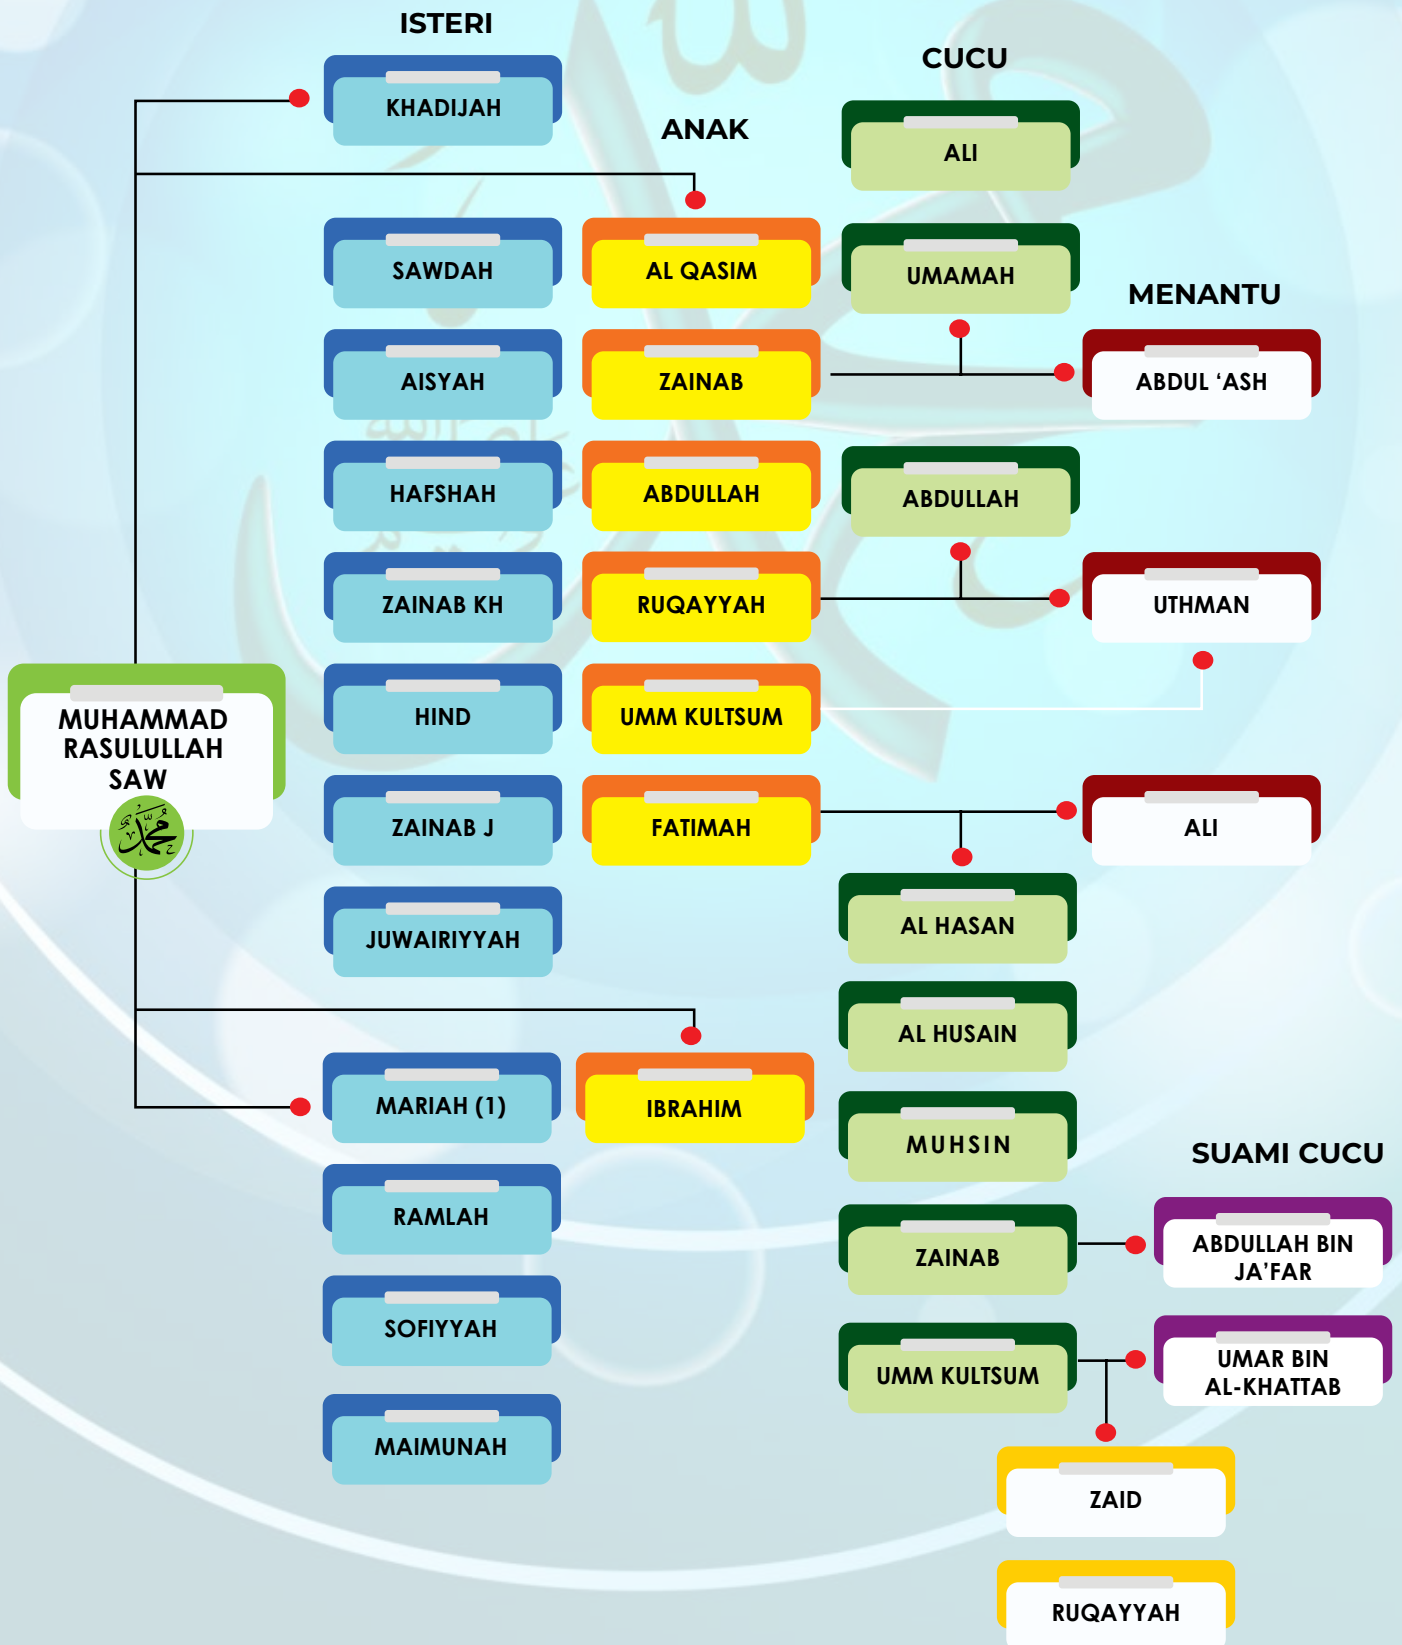 ISTERI
KHADIJAH
SAWDAH
AISYAH
HAFSHAH
ZAINAB KH
HIND
ZAINAB J
JUWAIRIYYAH
MARIAH (1)
RAMLAH
SOFIYYAH
MAIMUNAH
MUHAMMAD
RASULULLAH
SAW
محمد
ANAK
AL QASIM
ZAINAB
ABDULLAH
RUQAYYAH
UMM KULTSUM
FATIMAH
IBRAHIM
CUCU
ALI
UMAMAH
ABDULLAH
AL HASAN
AL HUSAIN
MUHSIN
ZAINAB
UMM KULTSUM
MENANTU
ABDUL ‘ASH
UTHMAN
ALI
SUAMI CUCU
ABDULLAH BIN
JA’FAR
UMAR BIN
AL-KHATTAB
ZAID
RUQAYYAH